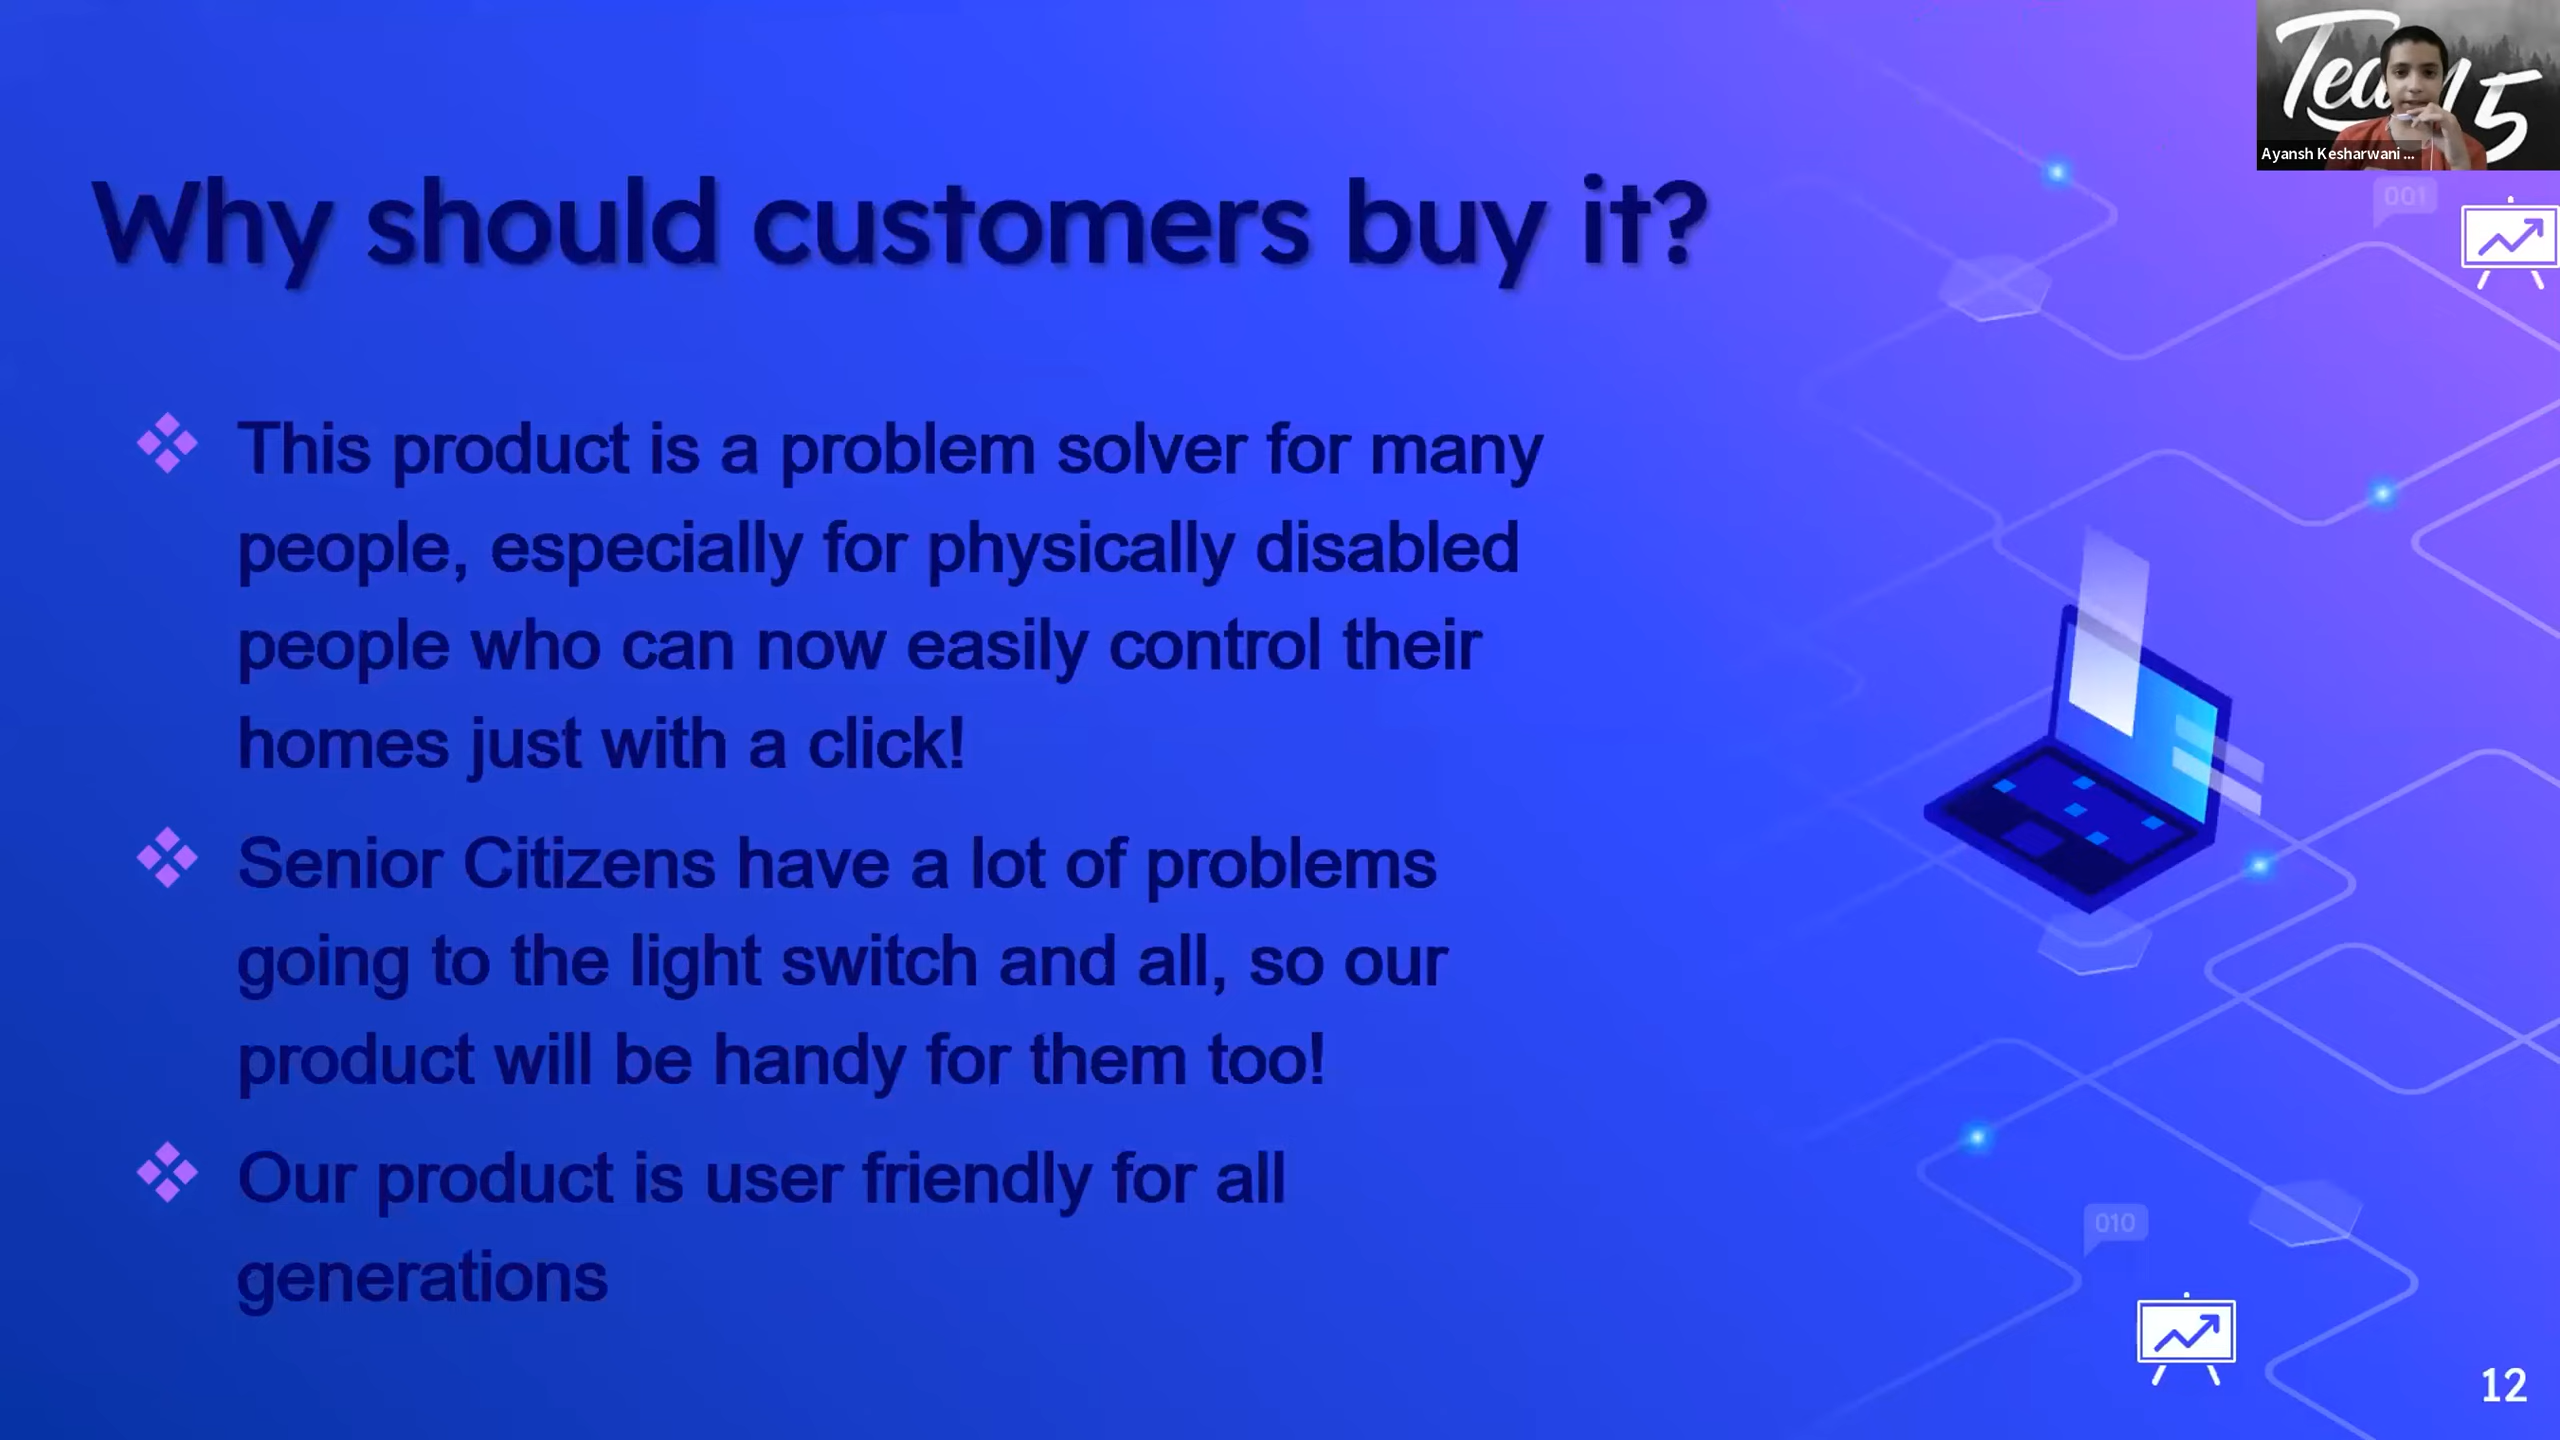 Team 5
Ayansh Kesharwani ...
001
Why should customers buy it?
This product is a problem solver for many
people, especially for physically disabled
people who can now easily control their
homes just with a click!
Senior Citizens have a lot of problems
going to the light switch and all, so our
product will be handy for them too!
Our product is user friendly for all
generations
010
12